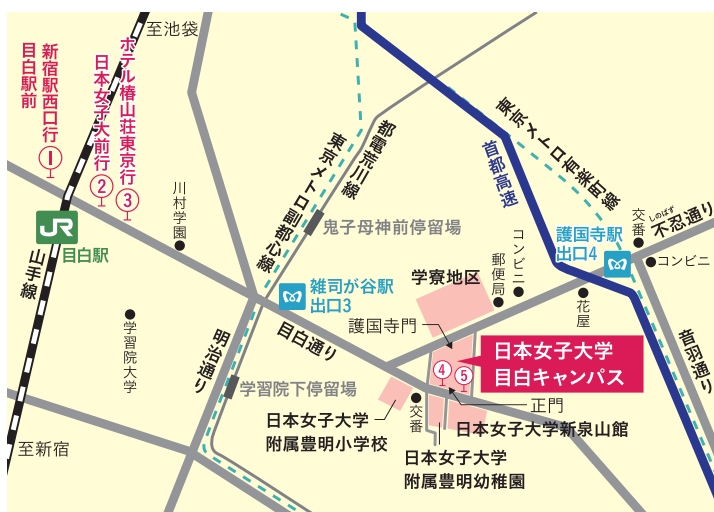 至池袋
ホテル椿山荘東京行
③
日本女子大前行
②
新宿駅西口行
①
目白駅前
JR
目白駅
山手線
川村学園
学習院大学
至新宿
都電荒川線
東京メトロ副都心線
鬼子母神前停留場
雑司が谷駅
出口3
目白通り
明治通り
学習院下停留場
首都高速
東京メトロ有楽町線
護国寺駅
出口4
交番
しのばず
不忍通り
コンビニ
コンビニ
郵便局
花屋
音羽通り
学寮地区
護国寺門
日本女子大学
目白キャンパス
④
⑤
正門
交番
日本女子大学
附属豊明小学校
日本女子大学新泉山館
日本女子大学
附属豊明幼稚園